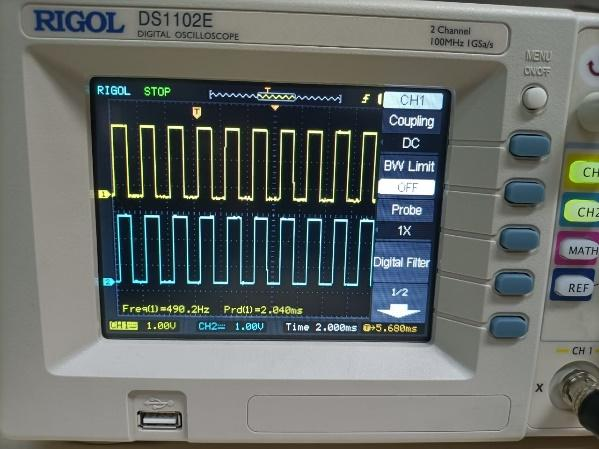 RIGOL DS1102E
DIGITAL OSCILLOSCOPE
2 Channel
100MHz 1GSa/s
MENU
ON/OFF
RIGOL STOP
T
T
CH1
Coupling
DC
BW Limit
OFF
Probe
1X
Digital Filter
1/2
1
2
Freq(1)=490.2Hz Prd(1)=2.040ms
CH1 1.00V CH2 1.00V Time 2.000ms T→5.680ms
CH
CH2
MATH
REF
CH 1
X